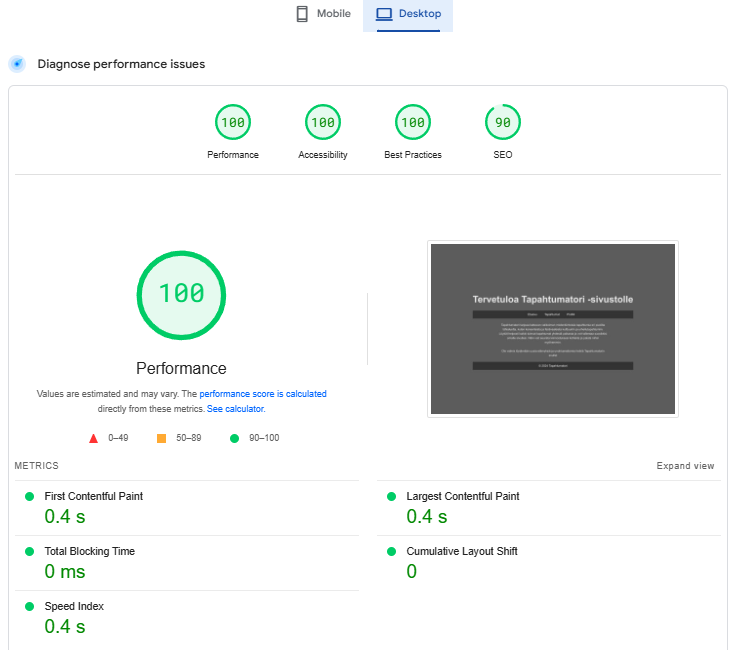 Mobile Desktop
Diagnose performance issues
100 100 100 90
Performance Accessibility Best Practices SEO
100
Performance
Values are estimated and may vary. The performance score is calculated
directly from these metrics. See calculator.
0–49 50–89 90–100
Tervetuloa Tapahtumatori -sivustolle
METRICS Expand view
First Contentful Paint
0.4 s
Largest Contentful Paint
0.4 s
Total Blocking Time
0 ms
Cumulative Layout Shift
0
Speed Index
0.4 s